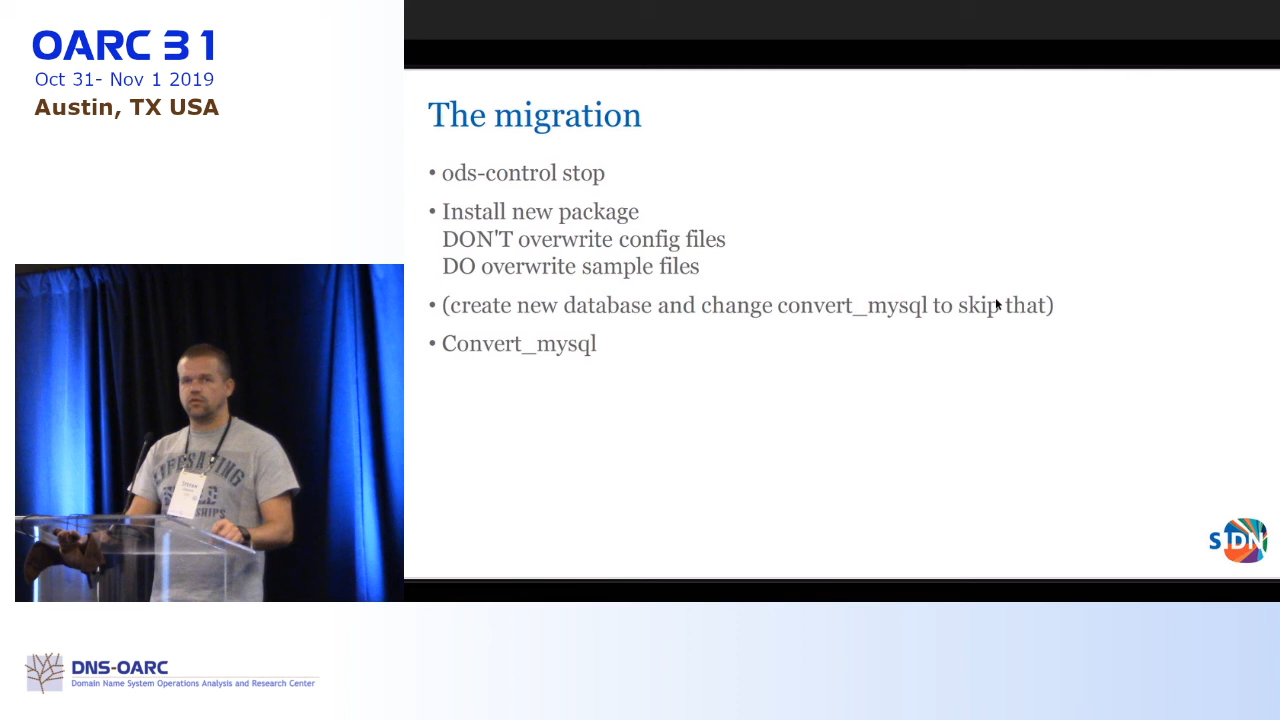 OARC 31
Oct 31- Nov 1 2019
Austin, TX USA
The migration
• ods-control stop
• Install new package
DON'T overwrite config files
DO overwrite sample files
• (create new database and change convert_mysql to skip that)
• Convert_mysql
LIFESAVING
SHIPS
SIDN
DNS-OARC
Domain Name System Operations Analysis and Research Center